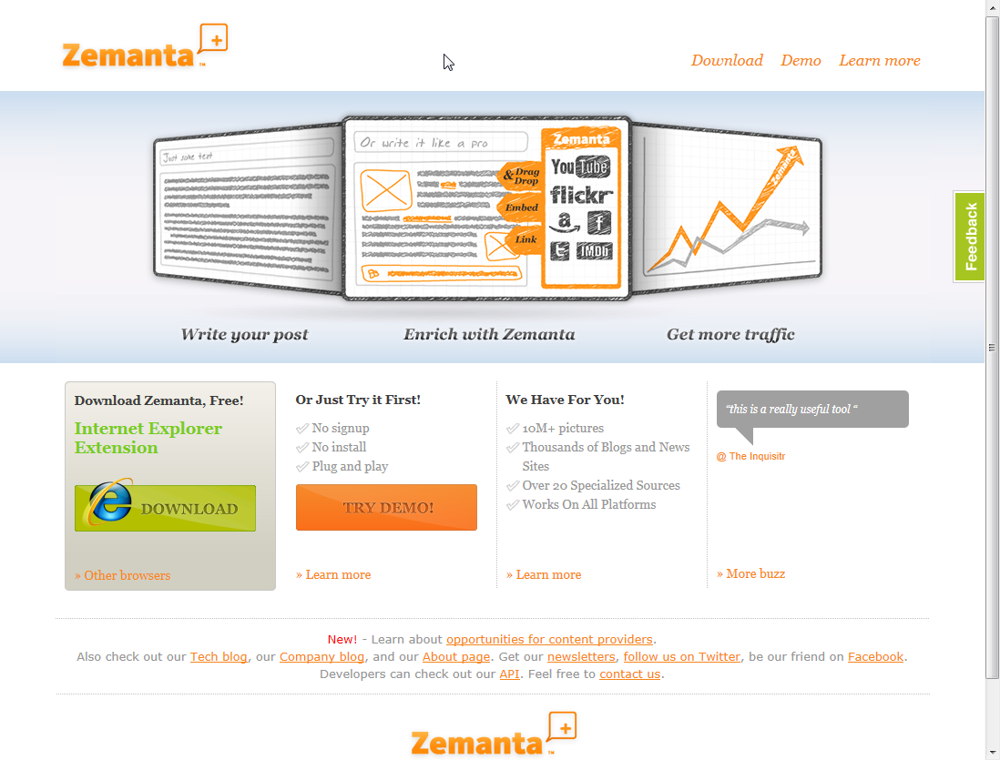 Zemanta™
Download Demo Learn more
Just some text
Or write it like a pro
Zemanta
& Drag
Drop
Embed
Link
You Tube
flickr
a
f
t
IMDb
Zemanta
Feedback
Write your post
Enrich with Zemanta
Get more traffic
Download Zemanta, Free!
Internet Explorer
Extension
DOWNLOAD
» Other browsers
Or Just Try it First!
No signup
No install
Plug and play
TRY DEMO!
» Learn more
We Have For You!
10M+ pictures
Thousands of Blogs and News
Sites
Over 20 Specialized Sources
Works On All Platforms
» Learn more
“this is a really useful tool “
@ The Inquisitr
» More buzz
New! - Learn about opportunities for content providers.
Also check out our Tech blog, our Company blog, and our About page. Get our newsletters, follow us on Twitter, be our friend on Facebook.
Developers can check out our API. Feel free to contact us.
Zemanta™